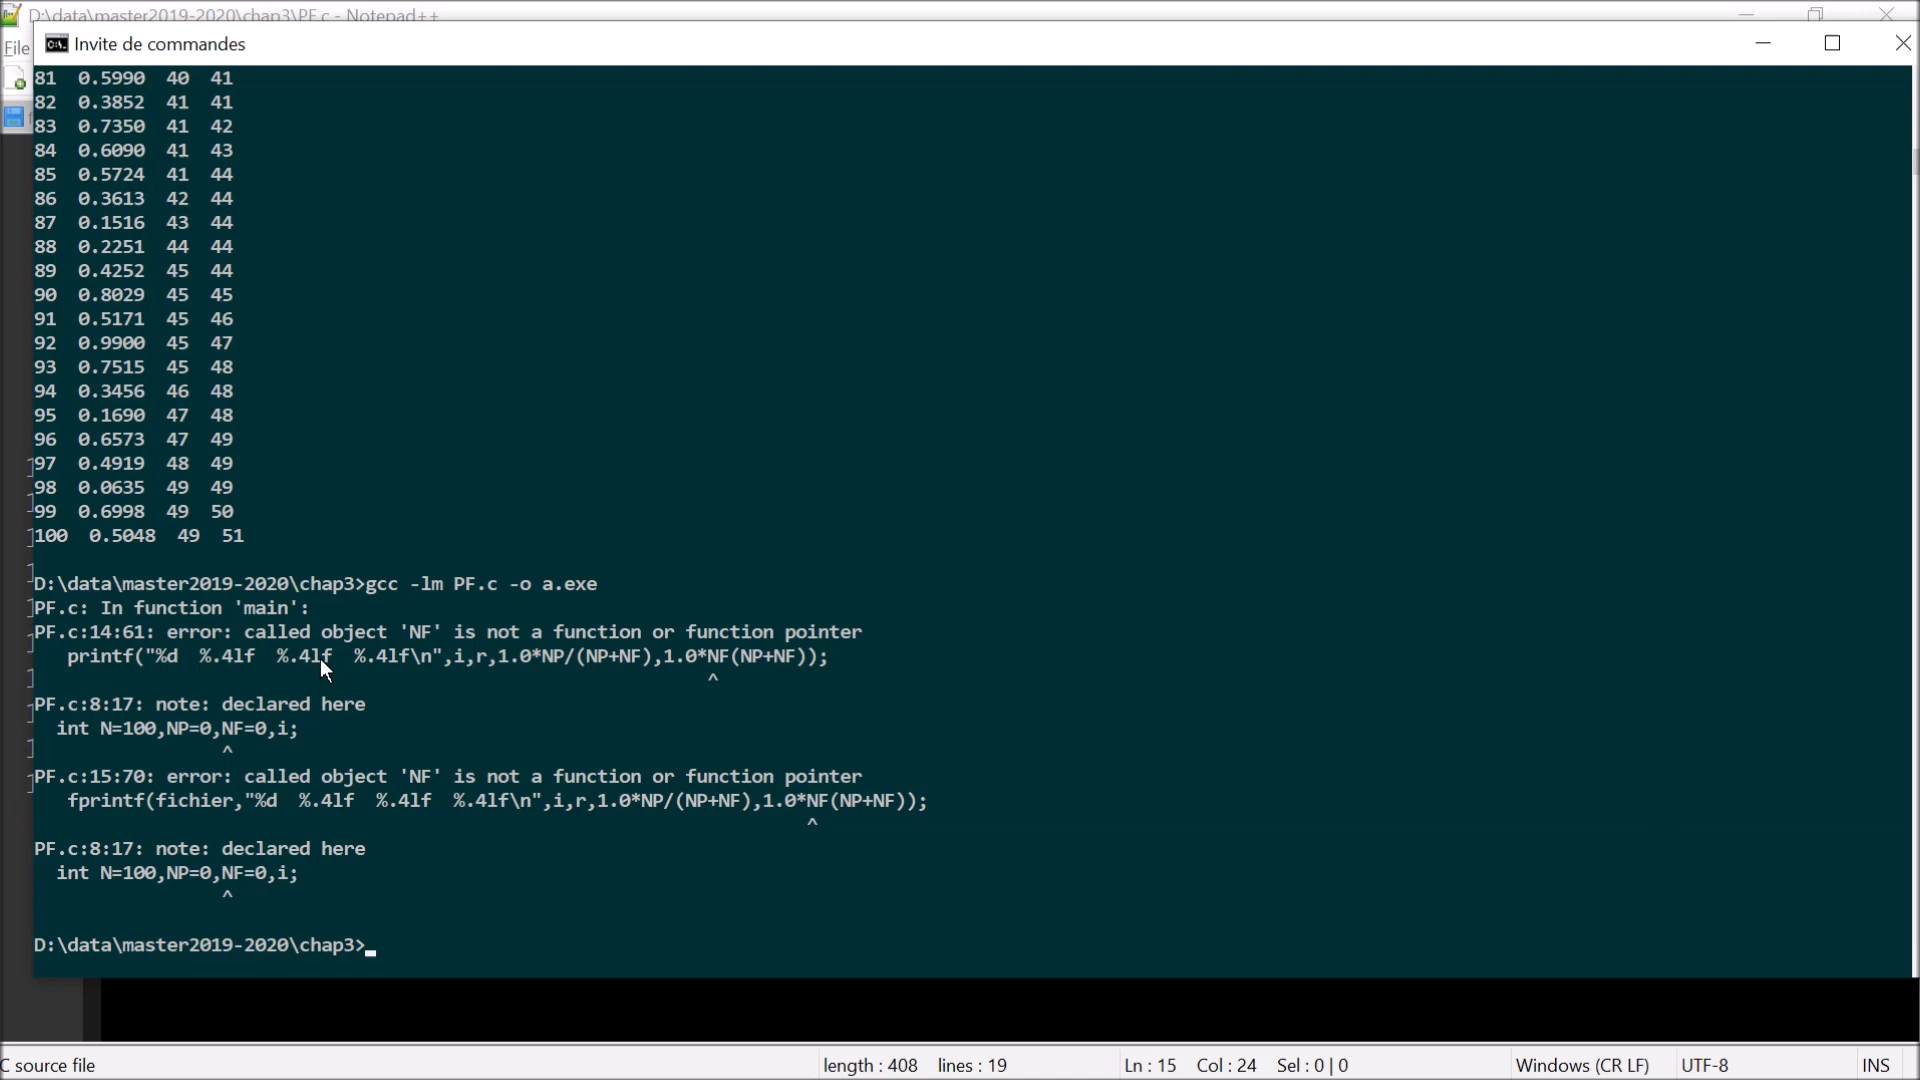 D:\data\master2019-2020\chap3\PF.c - Notepad++
File
Invite de commandes
81  0.5990  40  41
82  0.3852  41  41
83  0.7350  41  42
84  0.6090  41  43
85  0.5724  41  44
86  0.3613  42  44
87  0.1516  43  44
88  0.2251  44  44
89  0.4252  45  44
90  0.8029  45  45
91  0.5171  45  46
92  0.9900  45  47
93  0.7515  45  48
94  0.3456  46  48
95  0.1690  47  48
96  0.6573  47  49
97  0.4919  48  49
98  0.0635  49  49
99  0.6998  49  50
100  0.5048  49  51
D:\data\master2019-2020\chap3>gcc -lm PF.c -o a.exe
PF.c: In function 'main':
PF.c:14:61: error: called object 'NF' is not a function or function pointer
printf("%d  %.4lf  %.4lf  %.4lf\n",i,r,1.0*NP/(NP+NF),1.0*NF(NP+NF));
^
PF.c:8:17: note: declared here
int N=100,NP=0,NF=0,i;
^
PF.c:15:70: error: called object 'NF' is not a function or function pointer
fprintf(fichier,"%d  %.4lf  %.4lf  %.4lf\n",i,r,1.0*NP/(NP+NF),1.0*NF(NP+NF));
^
PF.c:8:17: note: declared here
int N=100,NP=0,NF=0,i;
^
D:\data\master2019-2020\chap3>
C source file
length : 408  lines : 19
Ln : 15  Col : 24  Sel : 0 | 0
Windows (CR LF)
UTF-8
INS